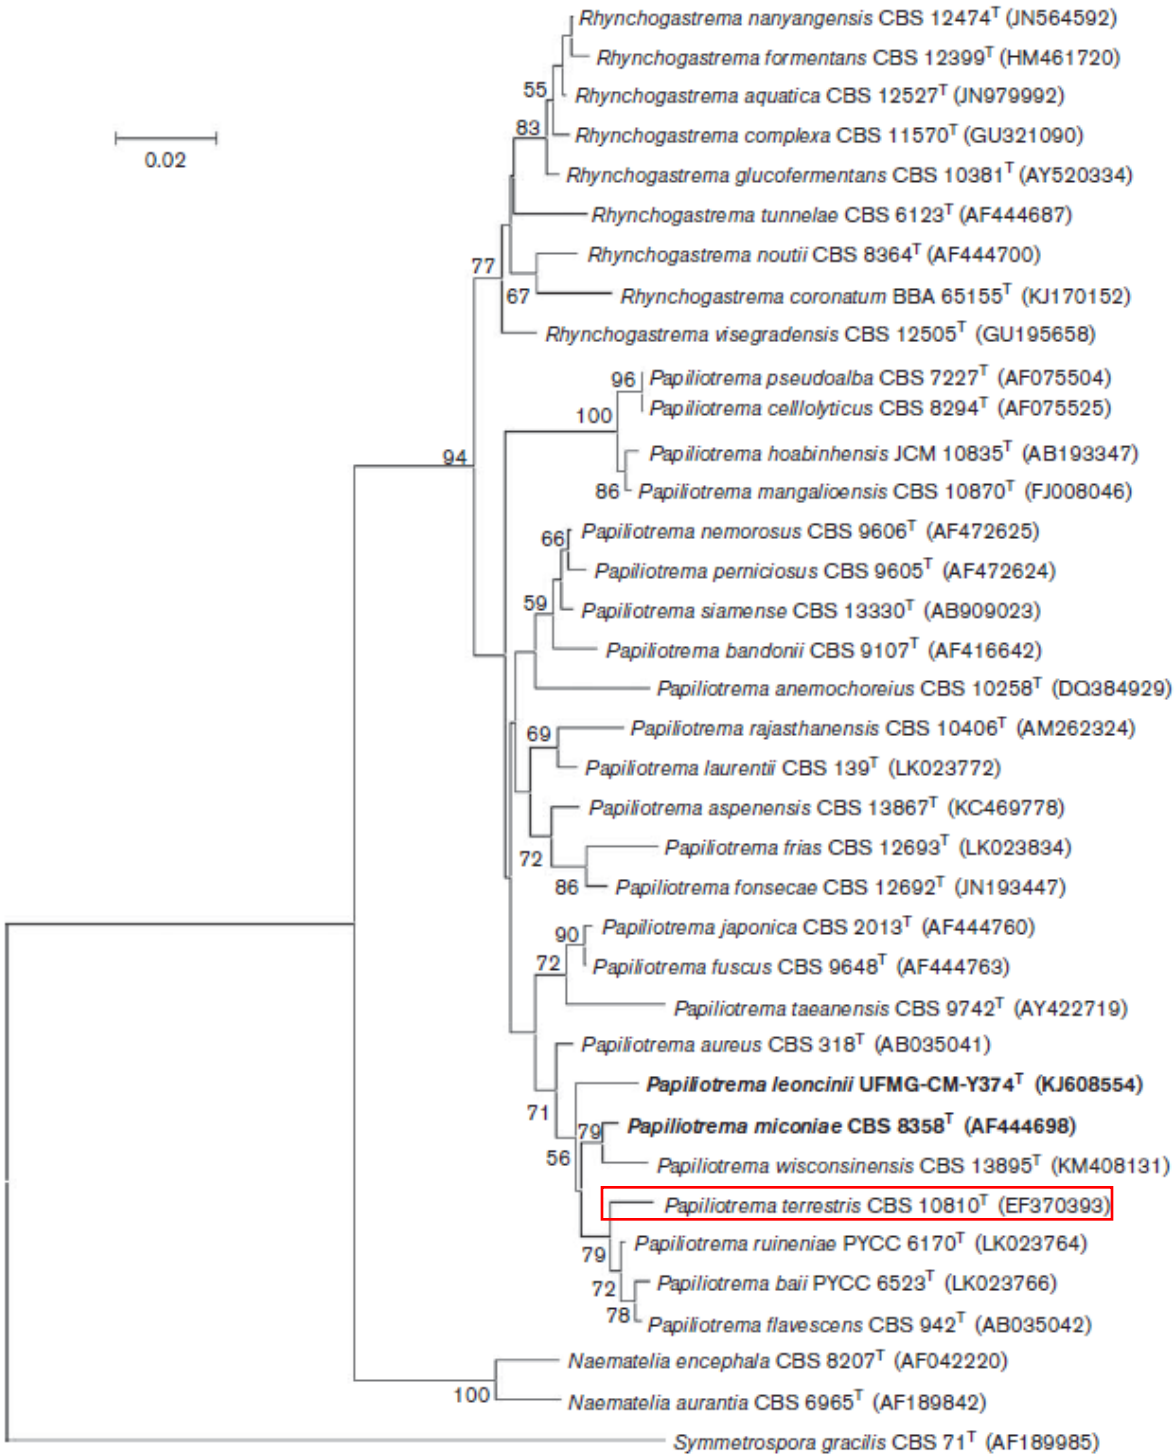 Rhynchogastrema nanyangensis CBS 12474T (JN564592)
Rhynchogastrema formentans CBS 12399T (HM461720)
55
Rhynchogastrema aquatica CBS 12527T (JN979992)
83
Rhynchogastrema complexa CBS 11570T (GU321090)
0.02
Rhynchogastrema glucofermentans CBS 10381T (AY520334)
Rhynchogastrema tunnelae CBS 6123T (AF444687)
Rhynchogastrema noutii CBS 8364T (AF444700)
77
67
Rhynchogastrema coronatum BBA 65155T (KJ170152)
Rhynchogastrema visegradensis CBS 12505T (GU195658)
96
Papiliotrema pseudoalba CBS 7227T (AF075504)
Papiliotrema celllolyticus CBS 8294T (AF075525)
100
94
Papiliotrema hoabinhensis JCM 10835T (AB193347)
86
Papiliotrema mangalioensis CBS 10870T (FJ008046)
66
Papiliotrema nemorosus CBS 9606T (AF472625)
Papiliotrema perniciosus CBS 9605T (AF472624)
59
Papiliotrema siamense CBS 13330T (AB909023)
Papiliotrema bandonii CBS 9107T (AF416642)
Papiliotrema anemochoreius CBS 10258T (DQ384929)
69
Papiliotrema rajasthanensis CBS 10406T (AM262324)
Papiliotrema laurentii CBS 139T (LK023772)
Papiliotrema aspenensis CBS 13867T (KC469778)
72
Papiliotrema frias CBS 12693T (LK023834)
86
Papiliotrema fonsecae CBS 12692T (JN193447)
90
Papiliotrema japonica CBS 2013T (AF444760)
72
Papiliotrema fuscus CBS 9648T (AF444763)
Papiliotrema taeanensis CBS 9742T (AY422719)
Papiliotrema aureus CBS 318T (AB035041)
Papiliotrema leoncinii UFMG-CM-Y374T (KJ608554)
71
79
Papiliotrema miconiae CBS 8358T (AF444698)
56
Papiliotrema wisconsinensis CBS 13895T (KM408131)
Papiliotrema terrestris CBS 10810T (EF370393)
79
Papiliotrema ruineniae PYCC 6170T (LK023764)
72
Papiliotrema baii PYCC 6523T (LK023766)
78
Papiliotrema flavescens CBS 942T (AB035042)
Naematelia encephala CBS 8207T (AF042220)
100
Naematelia aurantia CBS 6965T (AF189842)
Symmetrospora gracilis CBS 71T (AF189985)